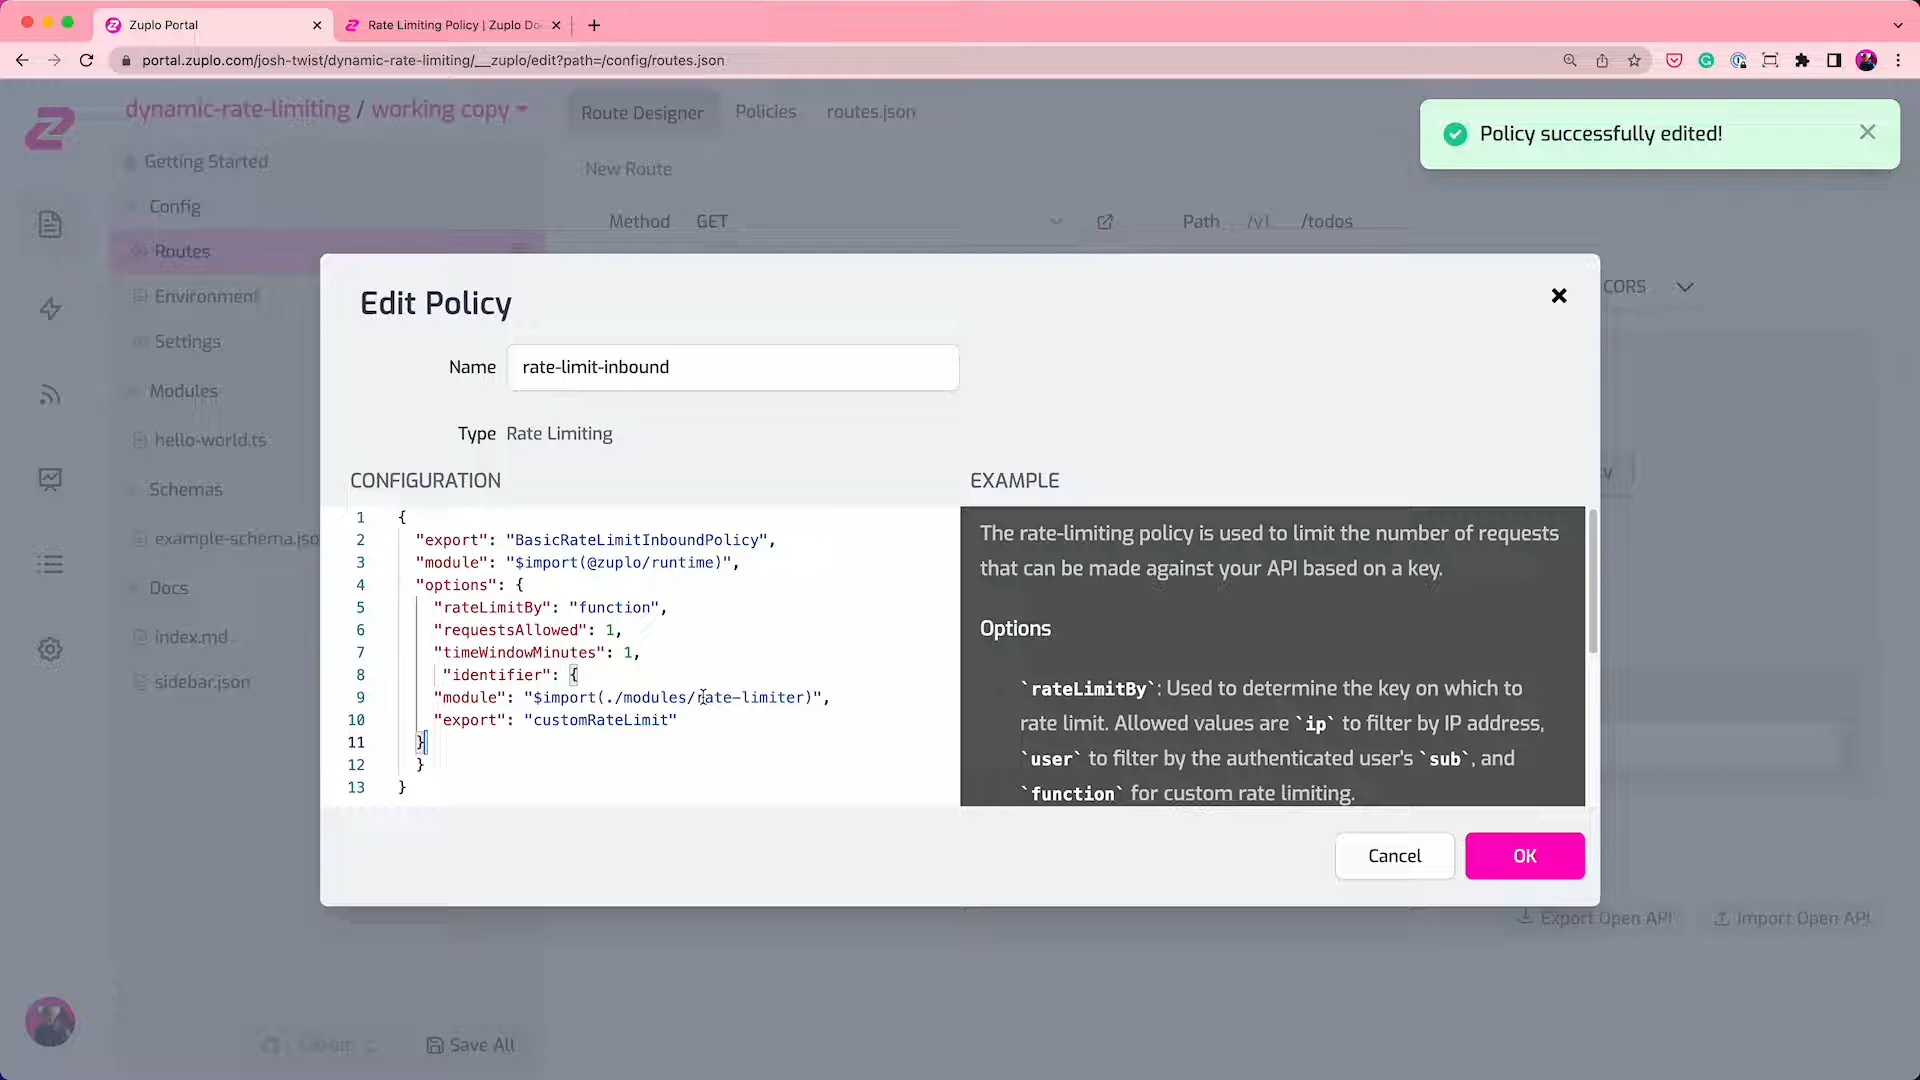 Zuplo Portal
Rate Limiting Policy | Zuplo Do
portal.zuplo.com/josh-twist/dynamic-rate-limiting/__zuplo/edit?path=/config/routes.json
dynamic-rate-limiting / working copy
Route Designer
Policies
routes.json
Policy successfully edited!
Getting Started
New Route
Config
Method GET
Path /v1 /todos
Routes
Environment
CORS
Settings
Modules
hello-world.ts
Schemas
example-schema.jso
Docs
index.md
sidebar.json
Edit Policy
Name rate-limit-inbound
Type Rate Limiting
CONFIGURATION
1 {
2 "export": "BasicRateLimitInboundPolicy",
3 "module": "$import(@zuplo/runtime)",
4 "options": {
5 "rateLimitBy": "function",
6 "requestsAllowed": 1,
7 "timeWindowMinutes": 1,
8 "identifier": {
9 "module": "$import(./modules/rate-limiter)",
10 "export": "customRateLimit"
11 }
12 }
13 }
EXAMPLE
The rate-limiting policy is used to limit the number of requests
that can be made against your API based on a key.
Options
`rateLimitBy`: Used to determine the key on which to
rate limit. Allowed values are `ip` to filter by IP address,
`user` to filter by the authenticated user's `sub`, and
`function` for custom rate limiting.
Cancel
OK
Export Open API
Import Open API
GitHub
Save All